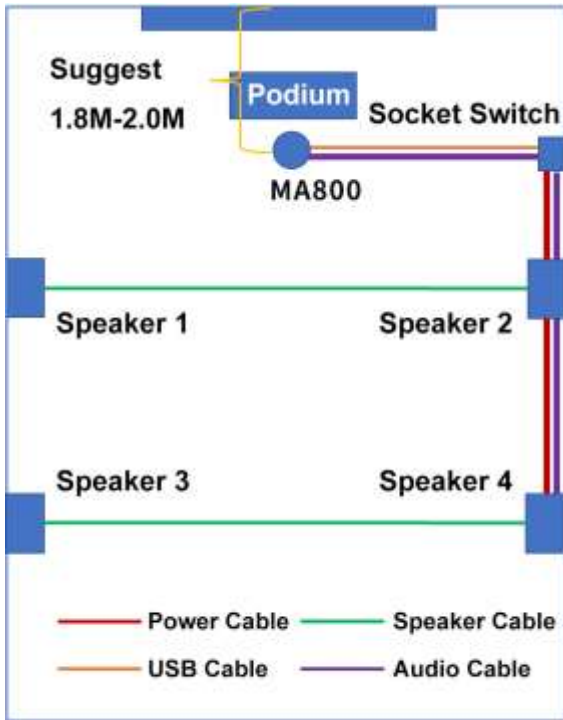 Suggest
1.8M-2.0M
Podium
Socket Switch
MA800
Speaker 1
Speaker 2
Speaker 3
Speaker 4
Power Cable
Speaker Cable
USB Cable
Audio Cable